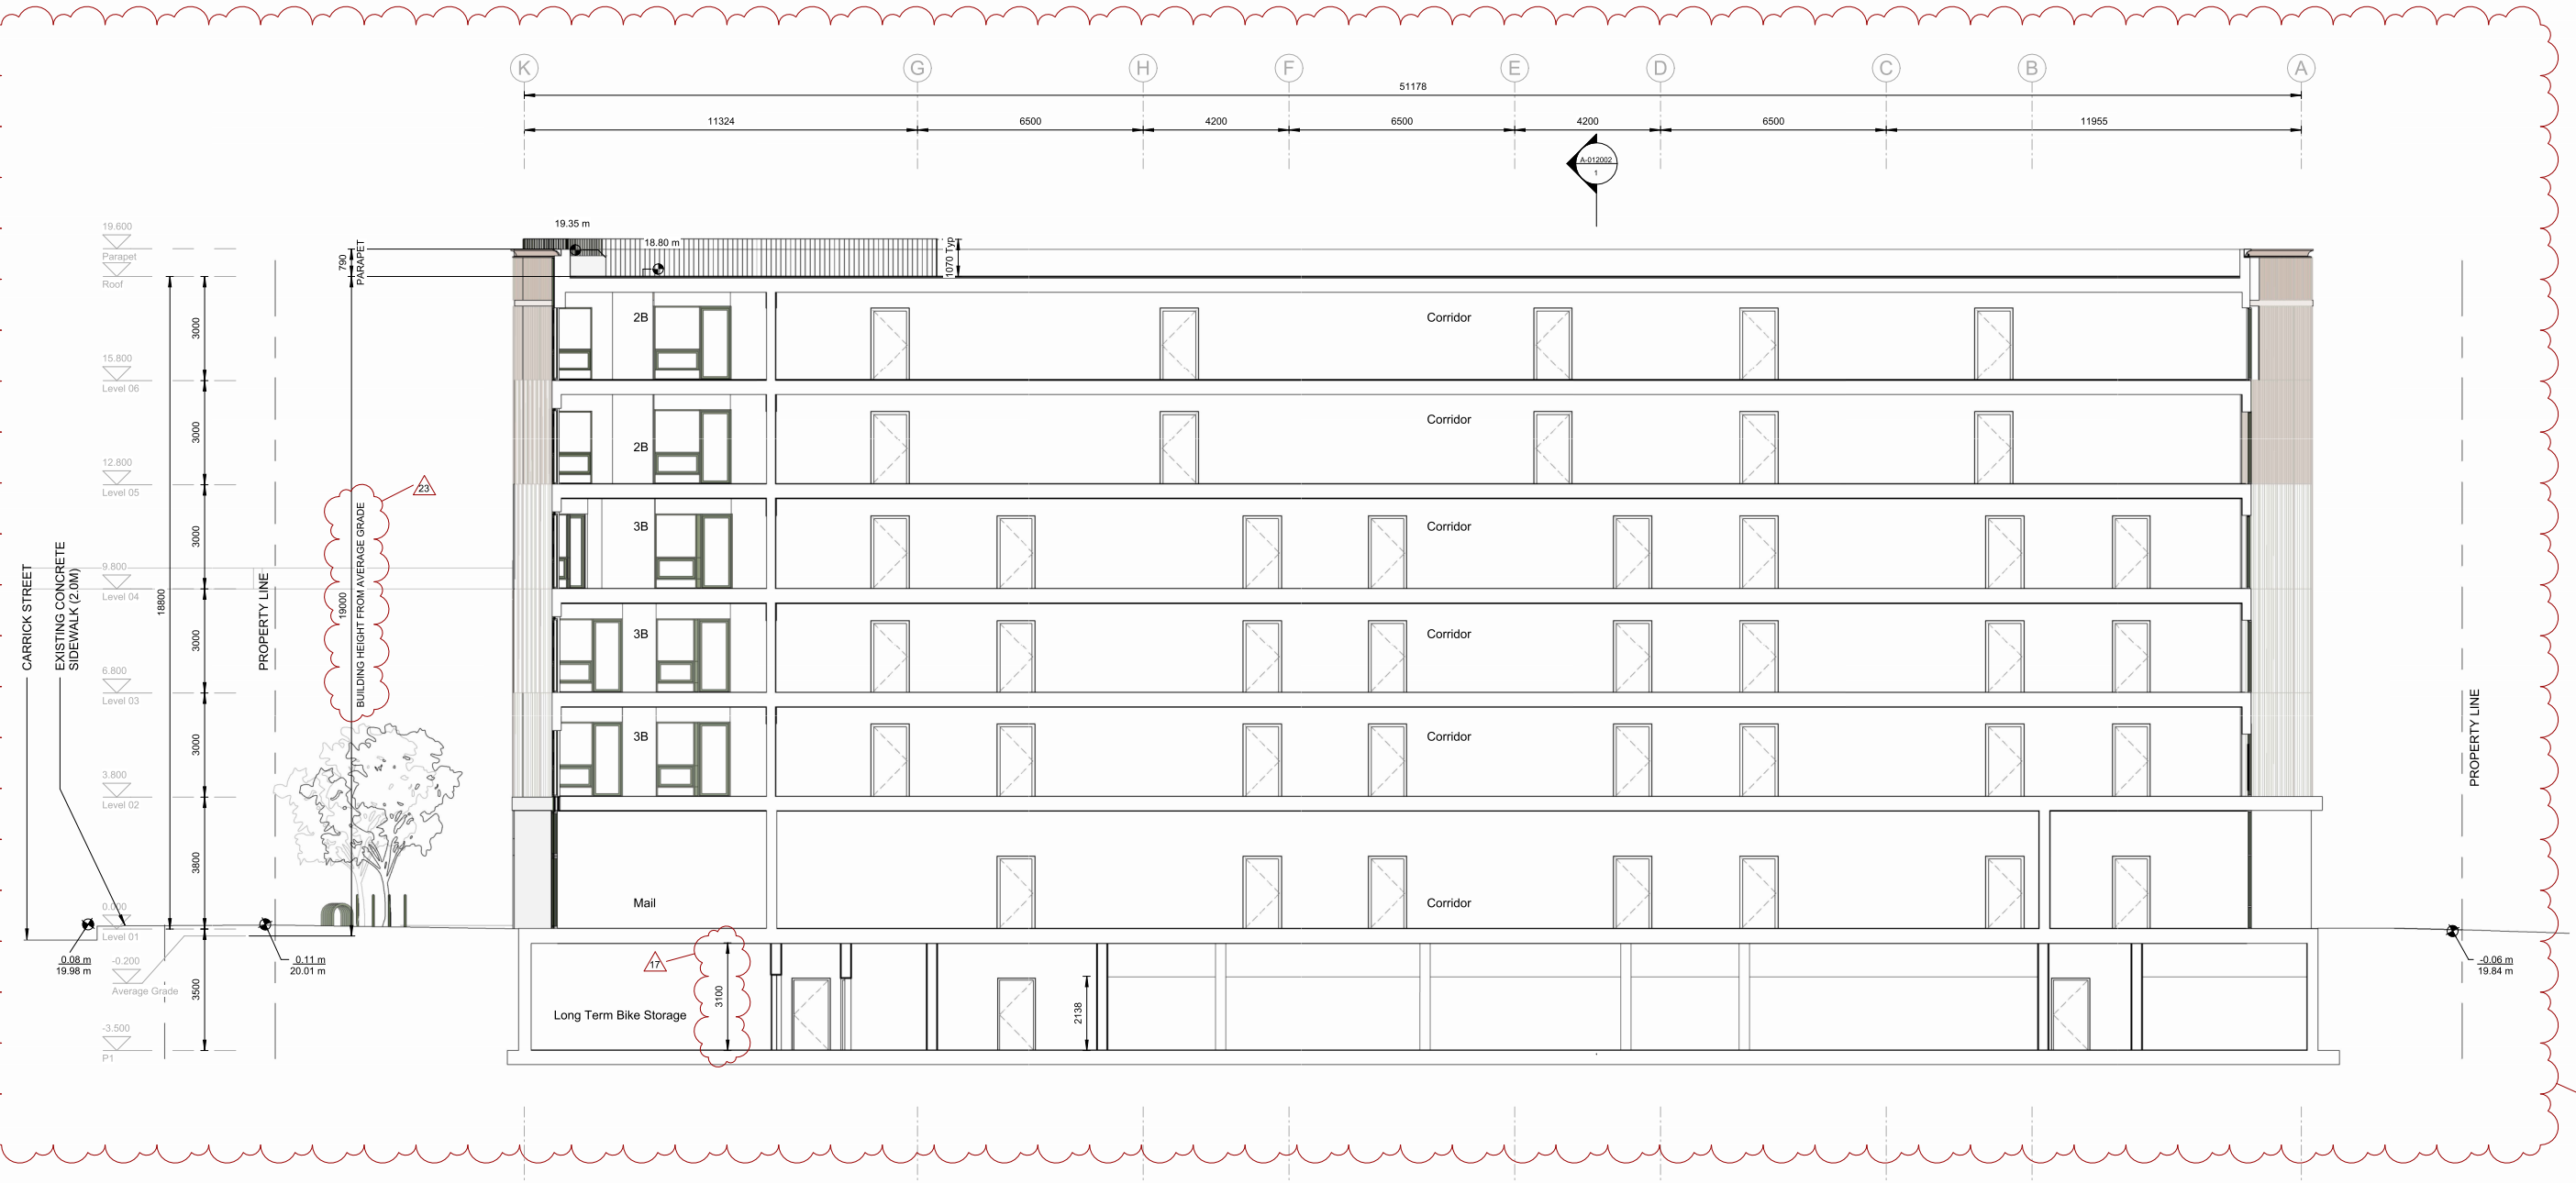 K
G
H
F
E
D
C
B
A
51178
11324
6500
4200
6500
4200
6500
11955
A-012002
1
19.35 m
18.80 m
1070 Typ
790
PARAPET
19.600
Parapet
Roof
3000
15.800
Level 06
3000
12.800
Level 05
3000
9.800
Level 04
3000
6.800
Level 03
3000
3.800
Level 02
3800
0.000
Level 01
-0.200
Average Grade
3500
-3.500
P1
18800
19000
BUILDING HEIGHT FROM AVERAGE GRADE
23
CARRICK STREET
EXISTING CONCRETE
SIDEWALK (2.0M)
PROPERTY LINE
0.08 m
19.98 m
0.11 m
20.01 m
2B
Corridor
2B
Corridor
3B
Corridor
3B
Corridor
3B
Corridor
Mail
Corridor
17
3100
Long Term Bike Storage
2138
PROPERTY LINE
-0.06 m
19.84 m